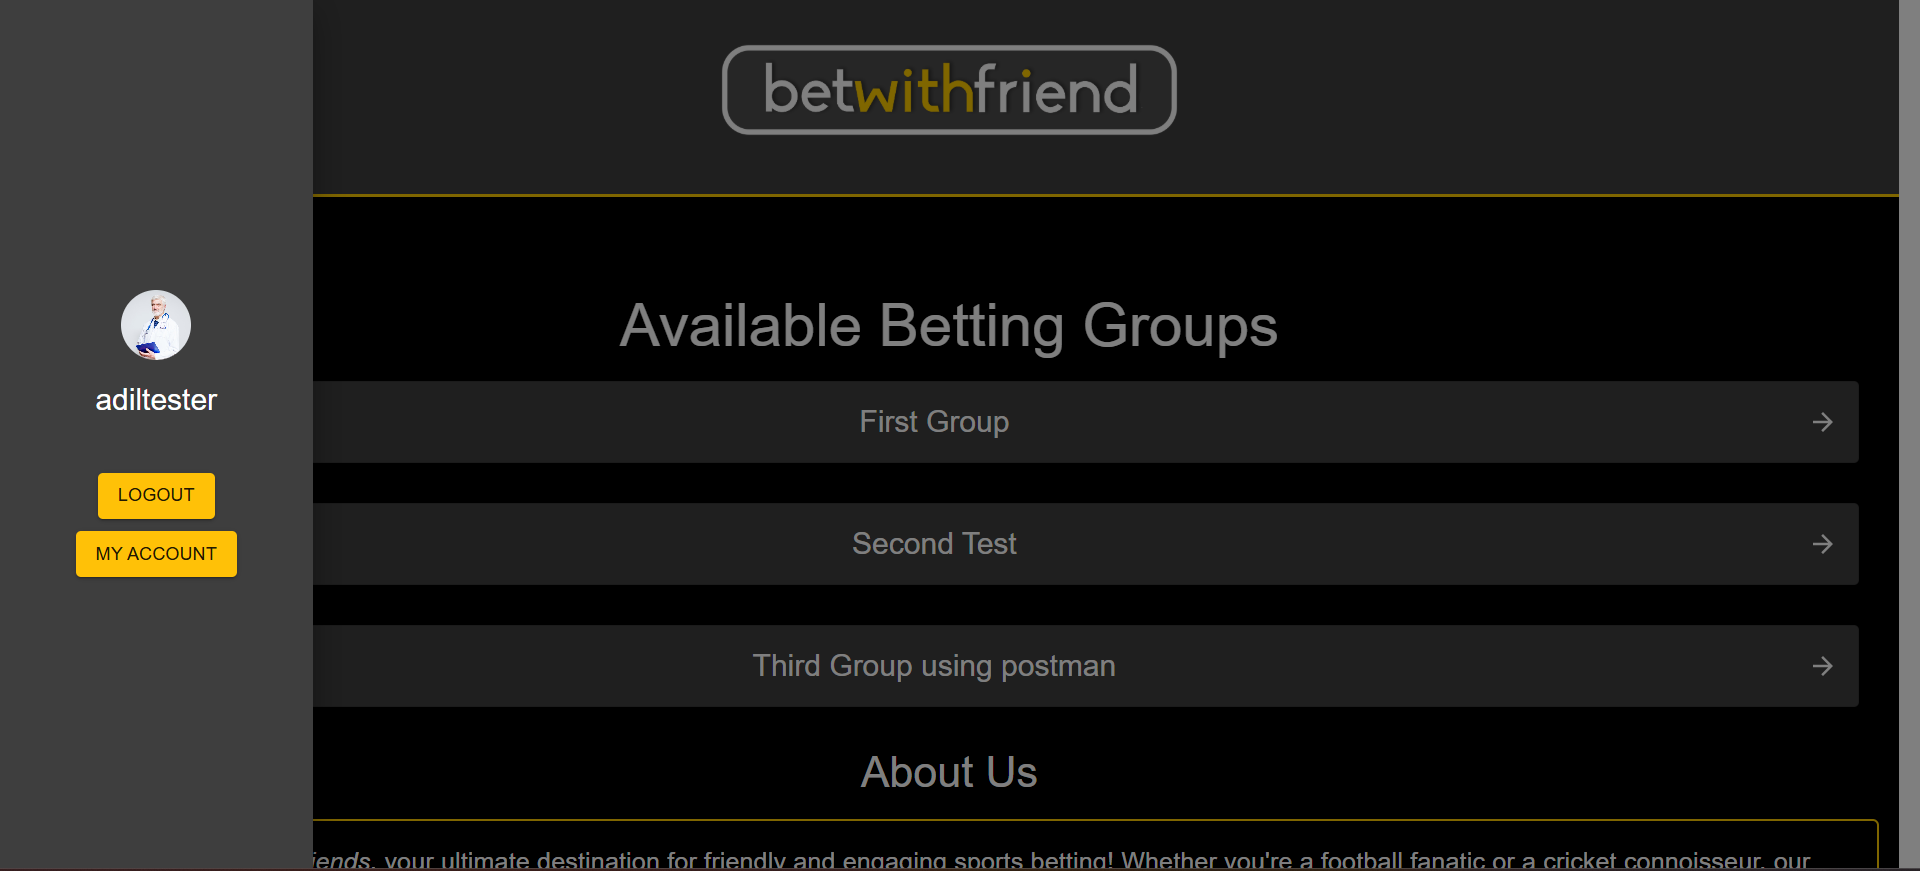 betwithfriend
adiltester
LOGOUT
MY ACCOUNT
Available Betting Groups
First Group
Second Test
Third Group using postman
About Us
iends, your ultimate destination for friendly and engaging sports betting! Whether you're a football fanatic or a cricket connoisseur, our